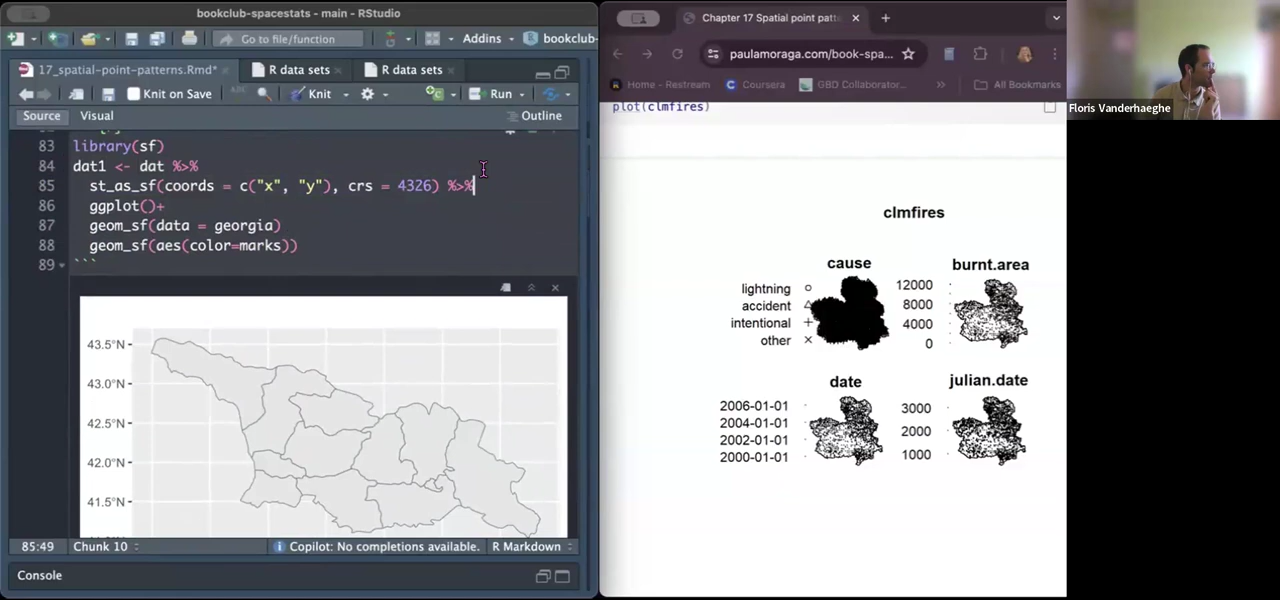 bookclub-spacestats - main - RStudio
Go to file/function
Addins
bookclub-
17_spatial-point-patterns.Rmd*
R data sets
R data sets
Knit on Save
ABC
Knit
Run
Source
Visual
Outline
83 library(sf)
84 dat1 <- dat %>%
85 st_as_sf(coords = c("x", "y"), crs = 4326) %>%
86 ggplot()+
87 geom_sf(data = georgia)
88 geom_sf(aes(color=marks))
89 ```
43.5°N
43.0°N
42.5°N
42.0°N
41.5°N
85:49
Chunk 10
Copilot: No completions available.
R Markdown
Console
Chapter 17 Spatial point patt
paulamoraga.com/book-spa...
Home - Restream
Coursera
GBD Collaborator...
All Bookmarks
plot(clmfires)
clmfires
cause
lightning
accident
intentional
other
burnt.area
12000
8000
4000
0
date
2006-01-01
2004-01-01
2002-01-01
2000-01-01
julian.date
3000
2000
1000
Floris Vanderhaeghe